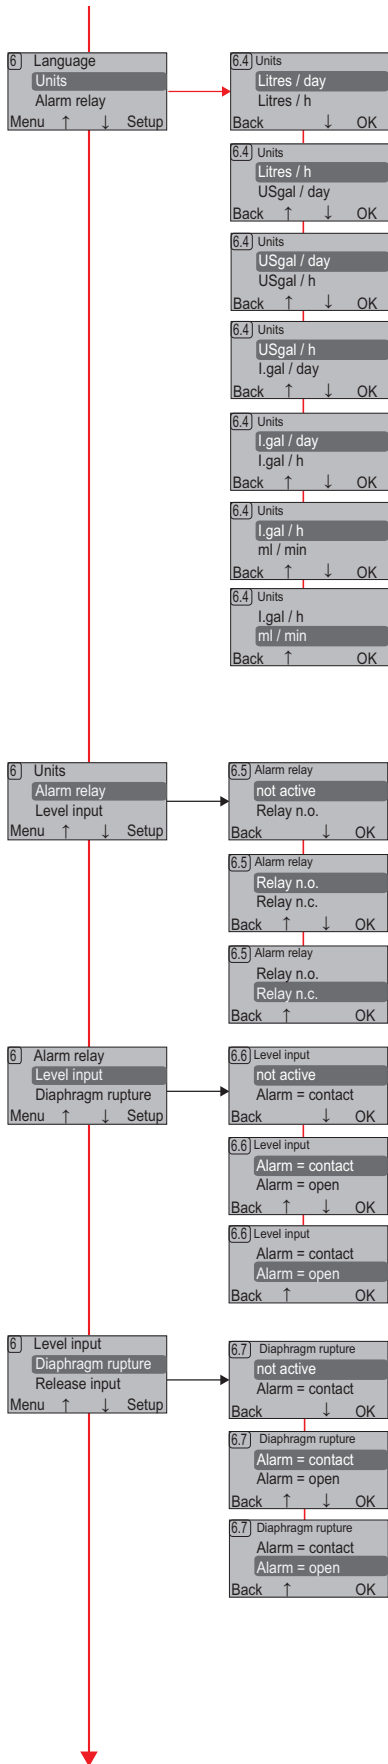 6 Language
Units
Alarm relay
Menu ↑ ↓ Setup
6.4 Units
Litres / day
Litres / h
Back ↓ OK
6.4 Units
Litres / h
USgal / day
Back ↑ ↓ OK
6.4 Units
USgal / day
USgal / h
Back ↑ ↓ OK
6.4 Units
USgal / h
I.gal / day
Back ↑ ↓ OK
6.4 Units
I.gal / day
I.gal / h
Back ↑ ↓ OK
6.4 Units
I.gal / h
ml / min
Back ↑ ↓ OK
6.4 Units
I.gal / h
ml / min
Back ↑ OK
6 Units
Alarm relay
Level input
Menu ↑ ↓ Setup
6.5 Alarm relay
not active
Relay n.o.
Back ↓ OK
6.5 Alarm relay
Relay n.o.
Relay n.c.
Back ↑ ↓ OK
6.5 Alarm relay
Relay n.o.
Relay n.c.
Back ↑ OK
6 Alarm relay
Level input
Diaphragm rupture
Menu ↑ ↓ Setup
6.6 Level input
not active
Alarm = contact
Back ↓ OK
6.6 Level input
Alarm = contact
Alarm = open
Back ↑ ↓ OK
6.6 Level input
Alarm = contact
Alarm = open
Back ↑ OK
6 Level input
Diaphragm rupture
Release input
Menu ↑ ↓ Setup
6.7 Diaphragm rupture
not active
Alarm = contact
Back ↓ OK
6.7 Diaphragm rupture
Alarm = contact
Alarm = open
Back ↑ ↓ OK
6.7 Diaphragm rupture
Alarm = contact
Alarm = open
Back ↑ OK